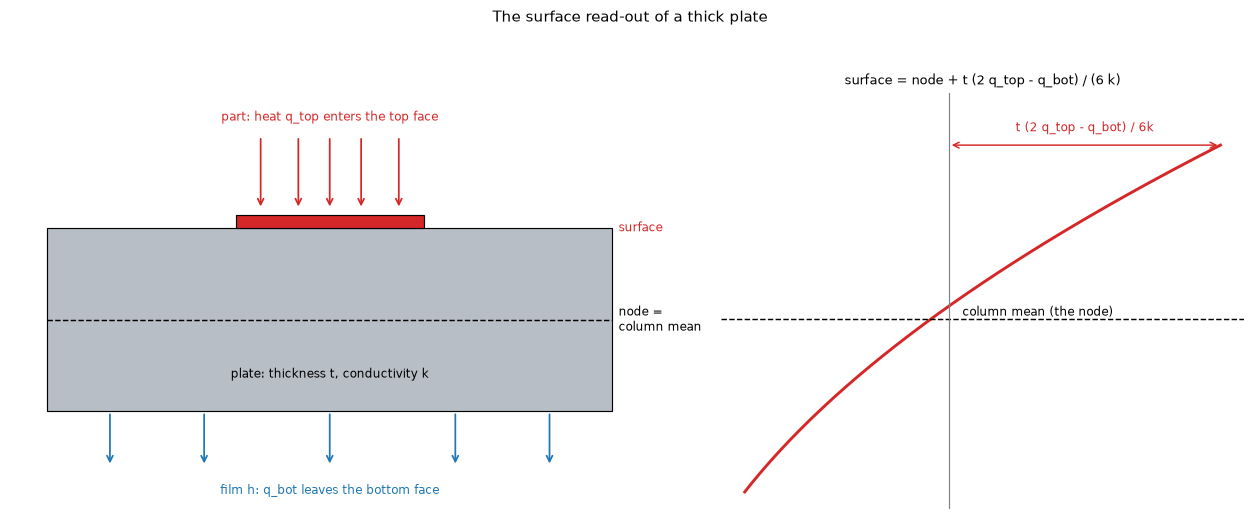 The surface read-out of a thick plate
part: heat q_top enters the top face
surface
node =
column mean
plate: thickness t, conductivity k
film h: q_bot leaves the bottom face
surface = node + t (2 q_top - q_bot) / (6 k)
t (2 q_top - q_bot) / 6k
column mean (the node)